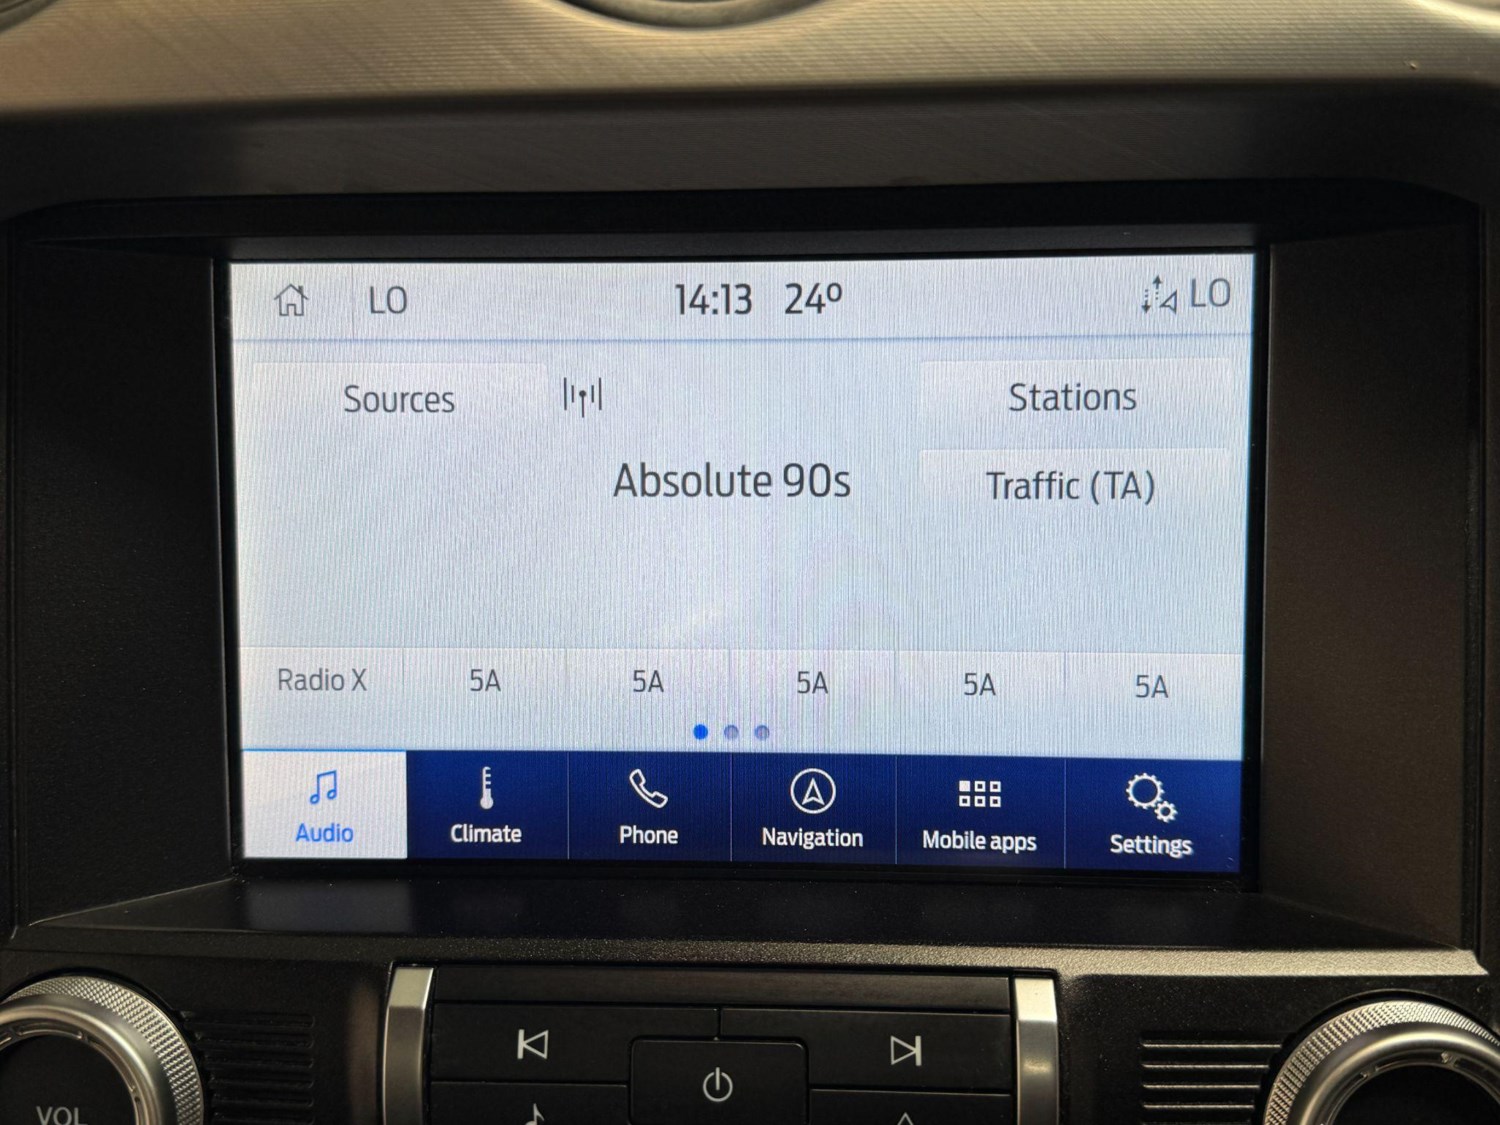 LO 14:13 24º LO
Sources Stations
Absolute 90s Traffic (TA)
Radio X 5A 5A 5A 5A 5A
Audio Climate Phone Navigation Mobile apps Settings
VOL